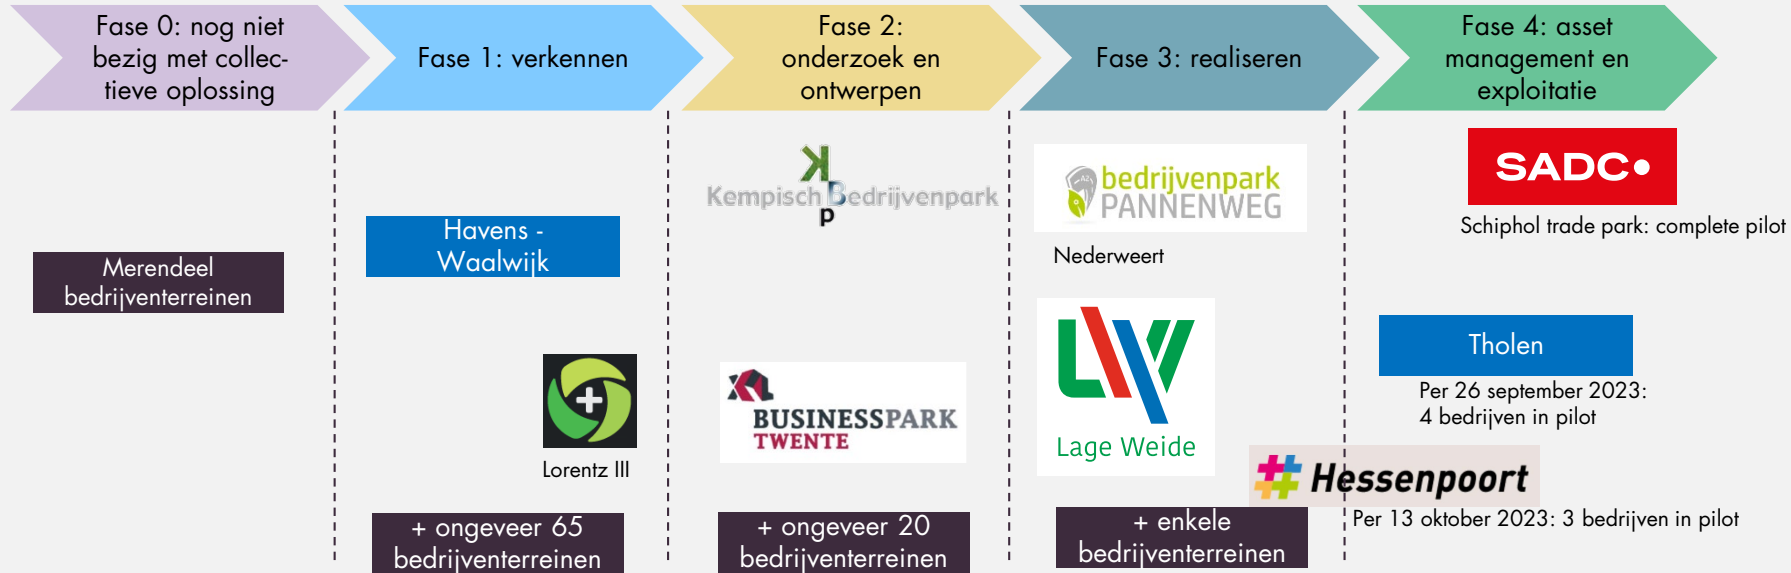 Fase 0: nog niet
bezig met collec-
tieve oplossing
Fase 1: verkennen
Fase 2:
onderzoek en
ontwerpen
Fase 3: realiseren
Fase 4: asset
management en
exploitatie
Merendeel
bedrijventerreinen
Havens -
Waalwijk
Lorentz III
+ ongeveer 65
bedrijventerreinen
K
Kempisch Bedrijvenpark
p
BUSINESSPARK
TWENTE
+ ongeveer 20
bedrijventerreinen
bedrijvenpark
PANNENWEG
Nederweert
LW
Lage Weide
+ enkele
bedrijventerreinen
SADC
Schiphol trade park: complete pilot
Tholen
Per 26 september 2023:
4 bedrijven in pilot
Hessenpoort
Per 13 oktober 2023: 3 bedrijven in pilot